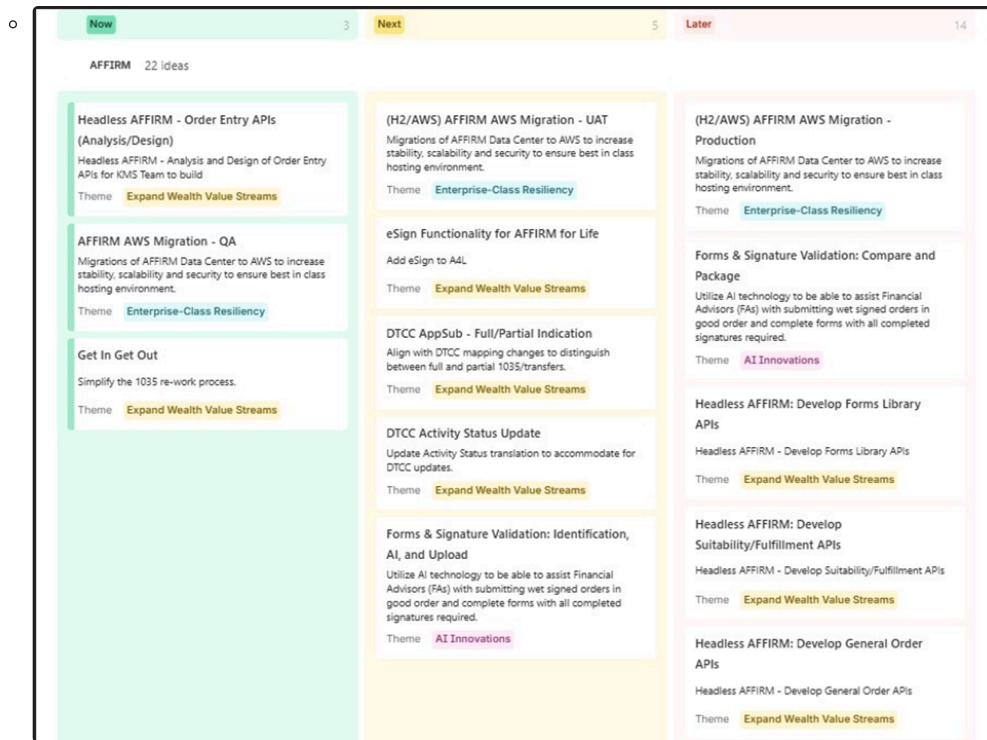 Now 3
Next 5
Later 14
AFFIRM 22 ideas
Headless AFFIRM - Order Entry APIs
(Analysis/Design)
Headless AFFIRM - Analysis and Design of Order Entry
APIs for KMS Team to build
Theme Expand Wealth Value Streams
AFFIRM AWS Migration - QA
Migrations of AFFIRM Data Center to AWS to increase
stability, scalability and security to ensure best in class
hosting environment.
Theme Enterprise-Class Resiliency
Get In Get Out
Simplify the 1035 re-work process.
Theme Expand Wealth Value Streams
(H2/AWS) AFFIRM AWS Migration - UAT
Migrations of AFFIRM Data Center to AWS to increase
stability, scalability and security to ensure best in class
hosting environment.
Theme Enterprise-Class Resiliency
eSign Functionality for AFFIRM for Life
Add eSign to A4L
Theme Expand Wealth Value Streams
DTCC AppSub - Full/Partial Indication
Align with DTCC mapping changes to distinguish
between full and partial 1035/transfers.
Theme Expand Wealth Value Streams
DTCC Activity Status Update
Update Activity Status translation to accommodate for
DTCC updates.
Theme Expand Wealth Value Streams
Forms & Signature Validation: Identification,
AI, and Upload
Utilize AI technology to be able to assist Financial
Advisors (FAs) with submitting wet signed orders in
good order and complete forms with all completed
signatures required.
Theme AI Innovations
(H2/AWS) AFFIRM AWS Migration -
Production
Migrations of AFFIRM Data Center to AWS to increase
stability, scalability and security to ensure best in class
hosting environment.
Theme Enterprise-Class Resiliency
Forms & Signature Validation: Compare and
Package
Utilize AI technology to be able to assist Financial
Advisors (FAs) with submitting wet signed orders in
good order and complete forms with all completed
signatures required.
Theme AI Innovations
Headless AFFIRM: Develop Forms Library
APIs
Headless AFFIRM - Develop Forms Library APIs
Theme Expand Wealth Value Streams
Headless AFFIRM: Develop
Suitability/Fulfillment APIs
Headless AFFIRM - Develop Suitability/Fulfillment APIs
Theme Expand Wealth Value Streams
Headless AFFIRM: Develop General Order
APIs
Headless AFFIRM - Develop General Order APIs
Theme Expand Wealth Value Streams